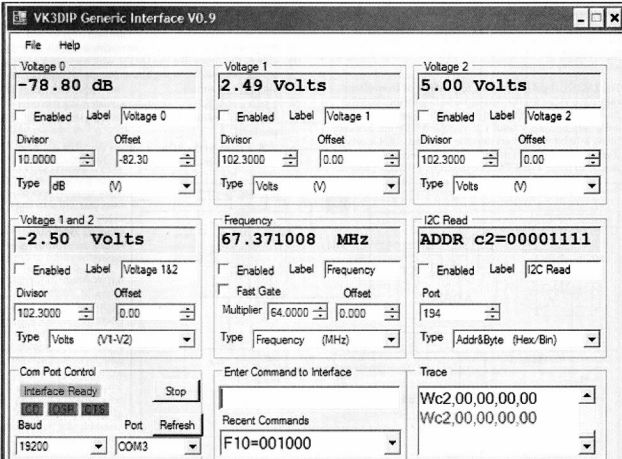 VK3DIP Generic Interface V0.9
File Help
Voltage 0
-78.80 dB
Enabled Label Voltage 0
Divisor Offset
10.0000 -82.30
Type dB (V)
Voltage 1
2.49 Volts
Enabled Label Voltage 1
Divisor Offset
102.3000 0.00
Type Volts (V)
Voltage 2
5.00 Volts
Enabled Label Voltage 2
Divisor Offset
102.3000 0.00
Type Volts (V)
Voltage 1 and 2
-2.50 Volts
Enabled Label Voltage 1&2
Divisor Offset
102.3000 0.00
Type Volts (V1-V2)
Frequency
67.371008 MHz
Enabled Label Frequency
Fast Gate Offset
Multiplier 64.0000 0.000
Type Frequency (MHz)
I2C Read
ADDR c2=00001111
Enabled Label I2C Read
Port
194
Type Addr&Byte (Hex/Bin)
Com Port Control
Interface Ready Stop
CD DSR CTS
Baud Port Refresh
19200 COM3
Enter Command to Interface
Recent Commands
F10=001000
Trace
Wc2,00,00,00,00
Wc2,00,00,00,00